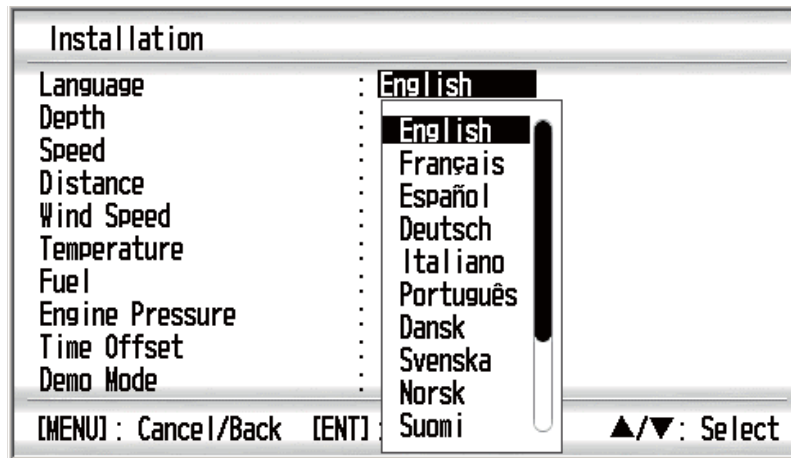 Installation
Language : English
Depth :
Speed :
Distance :
Wind Speed :
Temperature :
Fuel :
Engine Pressure :
Time Offset :
Demo Mode :
English
Français
Español
Deutsch
Italiano
Português
Dansk
Svenska
Norsk
Suomi
[MENU] : Cancel/Back [ENT] : ▲/▼ : Select